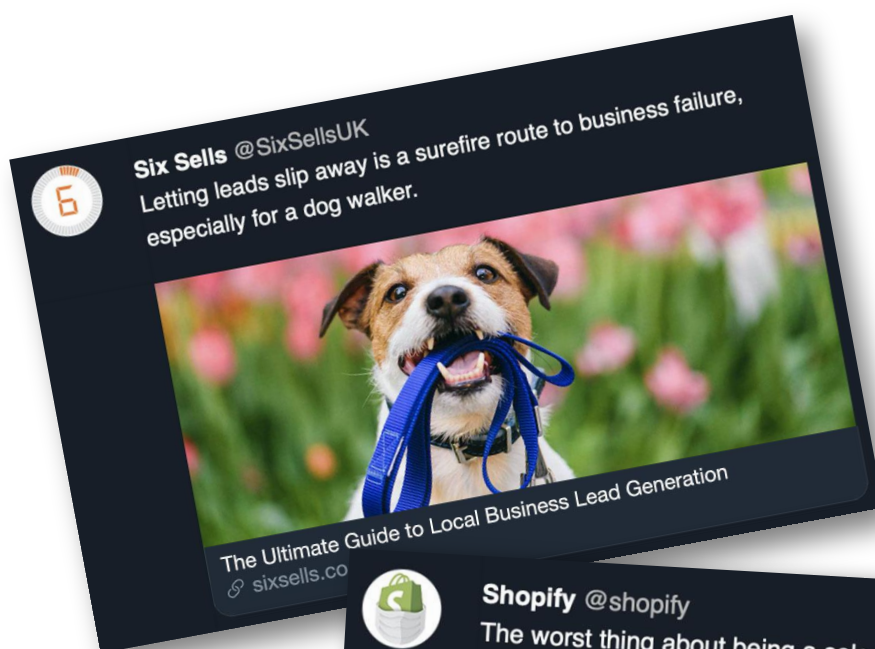 Six Sells @SixSellsUK
Letting leads slip away is a surefire route to business failure,
especially for a dog walker.
6
The Ultimate Guide to Local Business Lead Generation
sixsells.co
Shopify @shopify
The worst thing about being a